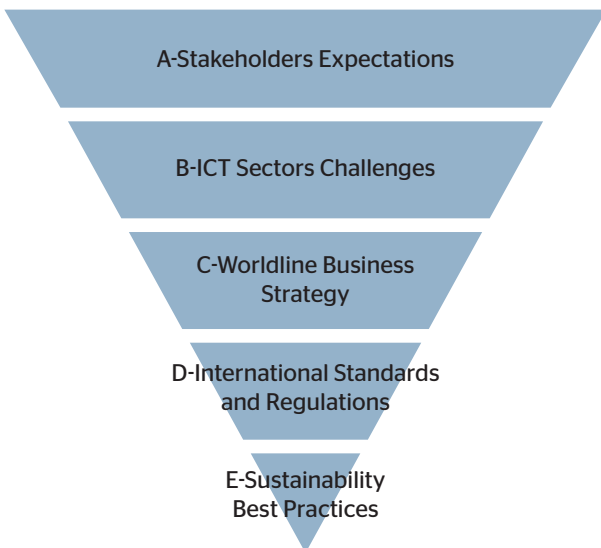 A-Stakeholders Expectations
B-ICT Sectors Challenges
C-Worldline Business
Strategy
D-International Standards
and Regulations
E-Sustainability
Best Practices